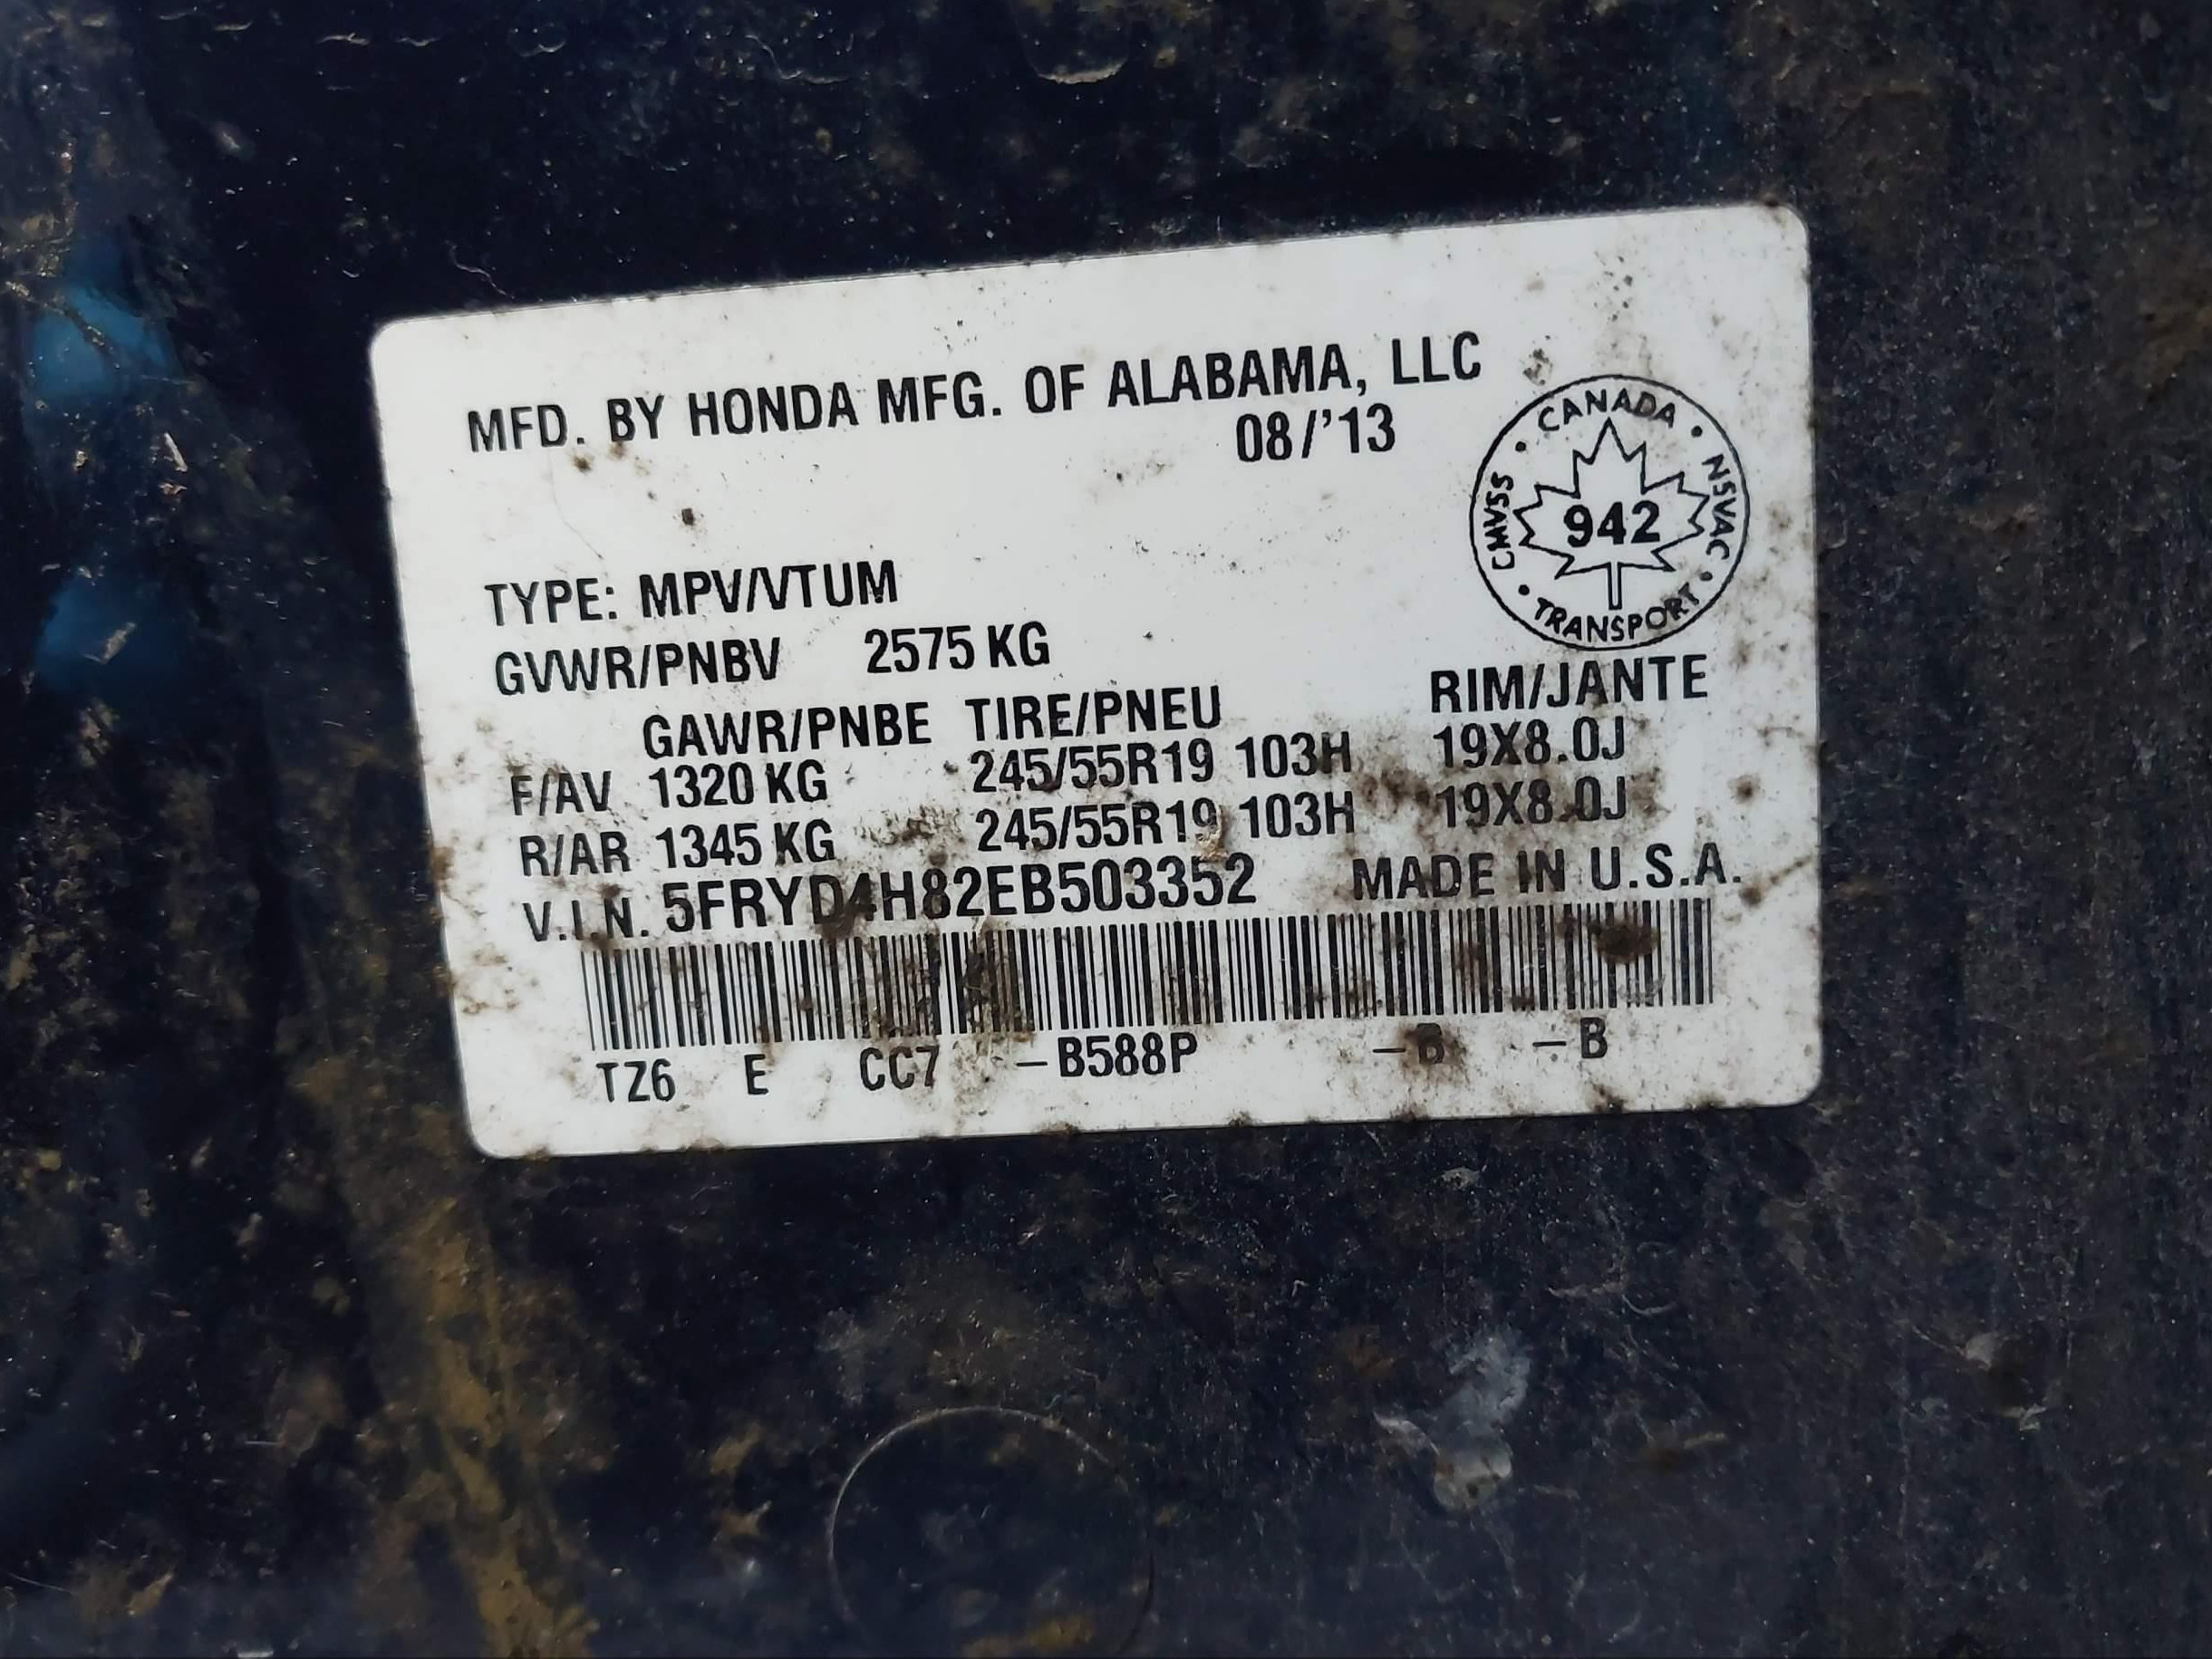 MFD. BY HONDA MFG. OF ALABAMA, LLC
08/'13
CANADA • NSVAC • TRANSPORT • CMVSS •
942
TYPE: MPV/VTUM
GVWR/PNBV 2575 KG
GAWR/PNBE TIRE/PNEU RIM/JANTE
F/AV 1320 KG 245/55R19 103H 19X8.0J
R/AR 1345 KG 245/55R19 103H 19X8.0J
V.I.N. 5FRYD4H82EB503352 MADE IN U.S.A.
TZ6 E CC7 -B588P -B -B